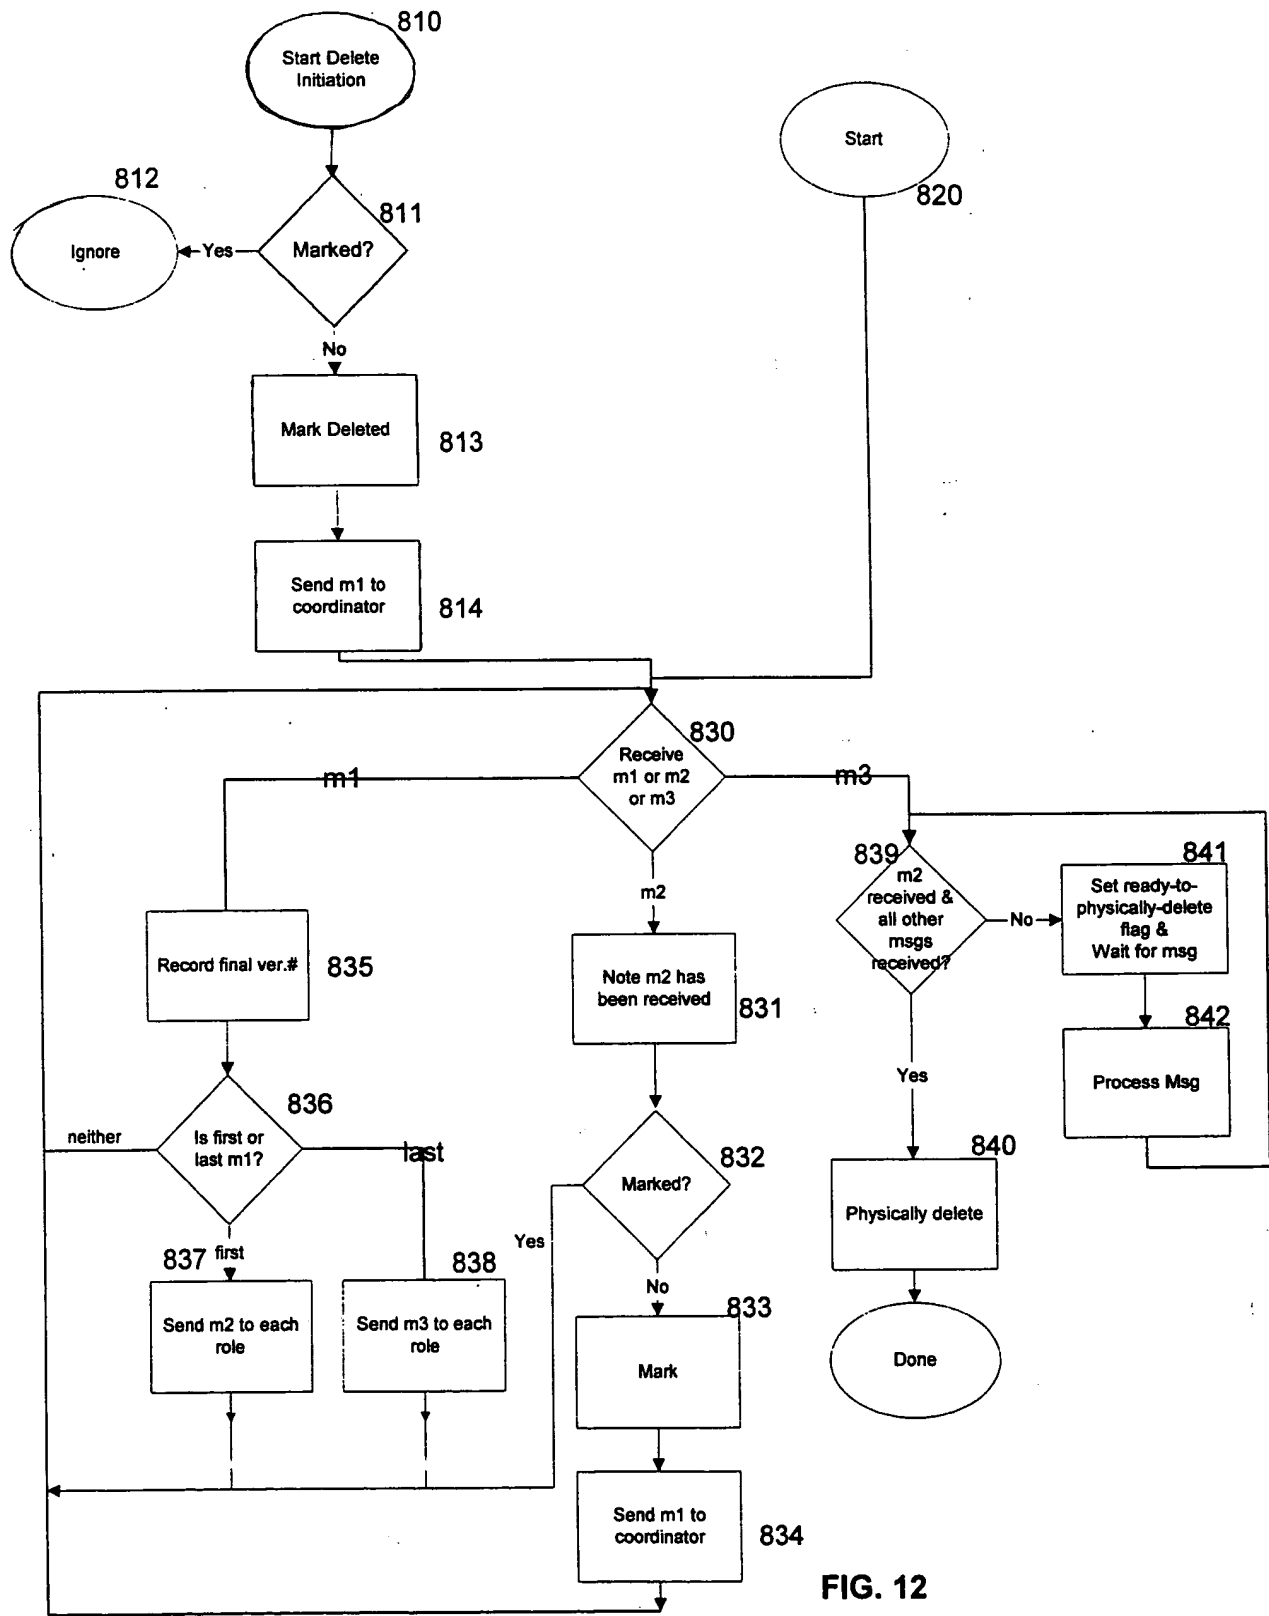 810
Start Delete
Initiation
Start
820
812
811
Ignore
Yes
Marked?
No
Mark Deleted
813
Send m1 to
coordinator
814
830
Receive
m1 or m2
or m3
m1
m3
m2
839
m2
received &
all other
msgs
received?
No
841
Set ready-to-
physically-delete
flag &
Wait for msg
Record final ver.#
835
Note m2 has
been received
831
842
Process Msg
Yes
836
Is first or
last m1?
neither
last
832
Marked?
840
Physically delete
Yes
first
837
838
No
833
Send m2 to each
role
Send m3 to each
role
Mark
Done
Send m1 to
coordinator
834
FIG. 12